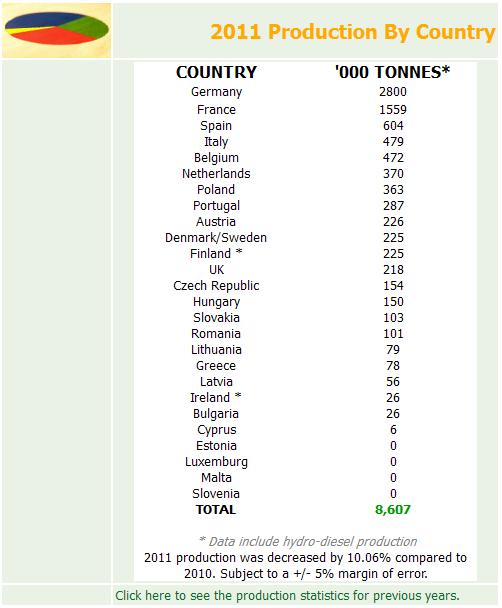 2011 Production By Country
COUNTRY '000 TONNES*
Germany 2800
France 1559
Spain 604
Italy 479
Belgium 472
Netherlands 370
Poland 363
Portugal 287
Austria 226
Denmark/Sweden 225
Finland * 225
UK 218
Czech Republic 154
Hungary 150
Slovakia 103
Romania 101
Lithuania 79
Greece 78
Latvia 56
Ireland * 26
Bulgaria 26
Cyprus 6
Estonia 0
Luxemburg 0
Malta 0
Slovenia 0
TOTAL 8,607
* Data include hydro-diesel production
2011 production was decreased by 10.06% compared to
2010. Subject to a +/- 5% margin of error.
Click here to see the production statistics for previous years.